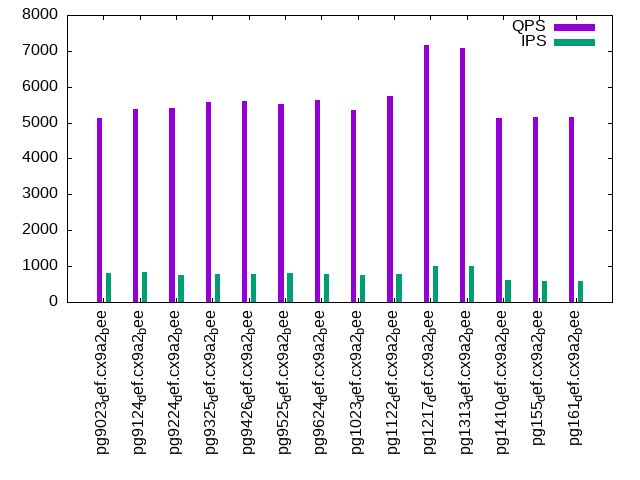 8000
7000
6000
5000
4000
3000
2000
1000
0
QPS
IPS
pg9023def.cx9a2bee
pg9124def.cx9a2bee
pg9224def.cx9a2bee
pg9325def.cx9a2bee
pg9426def.cx9a2bee
pg9525def.cx9a2bee
pg9624def.cx9a2bee
pg1023def.cx9a2bee
pg1122def.cx9a2bee
pg1217def.cx9a2bee
pg1313def.cx9a2bee
pg1410def.cx9a2bee
pg155def.cx9a2bee
pg161def.cx9a2bee